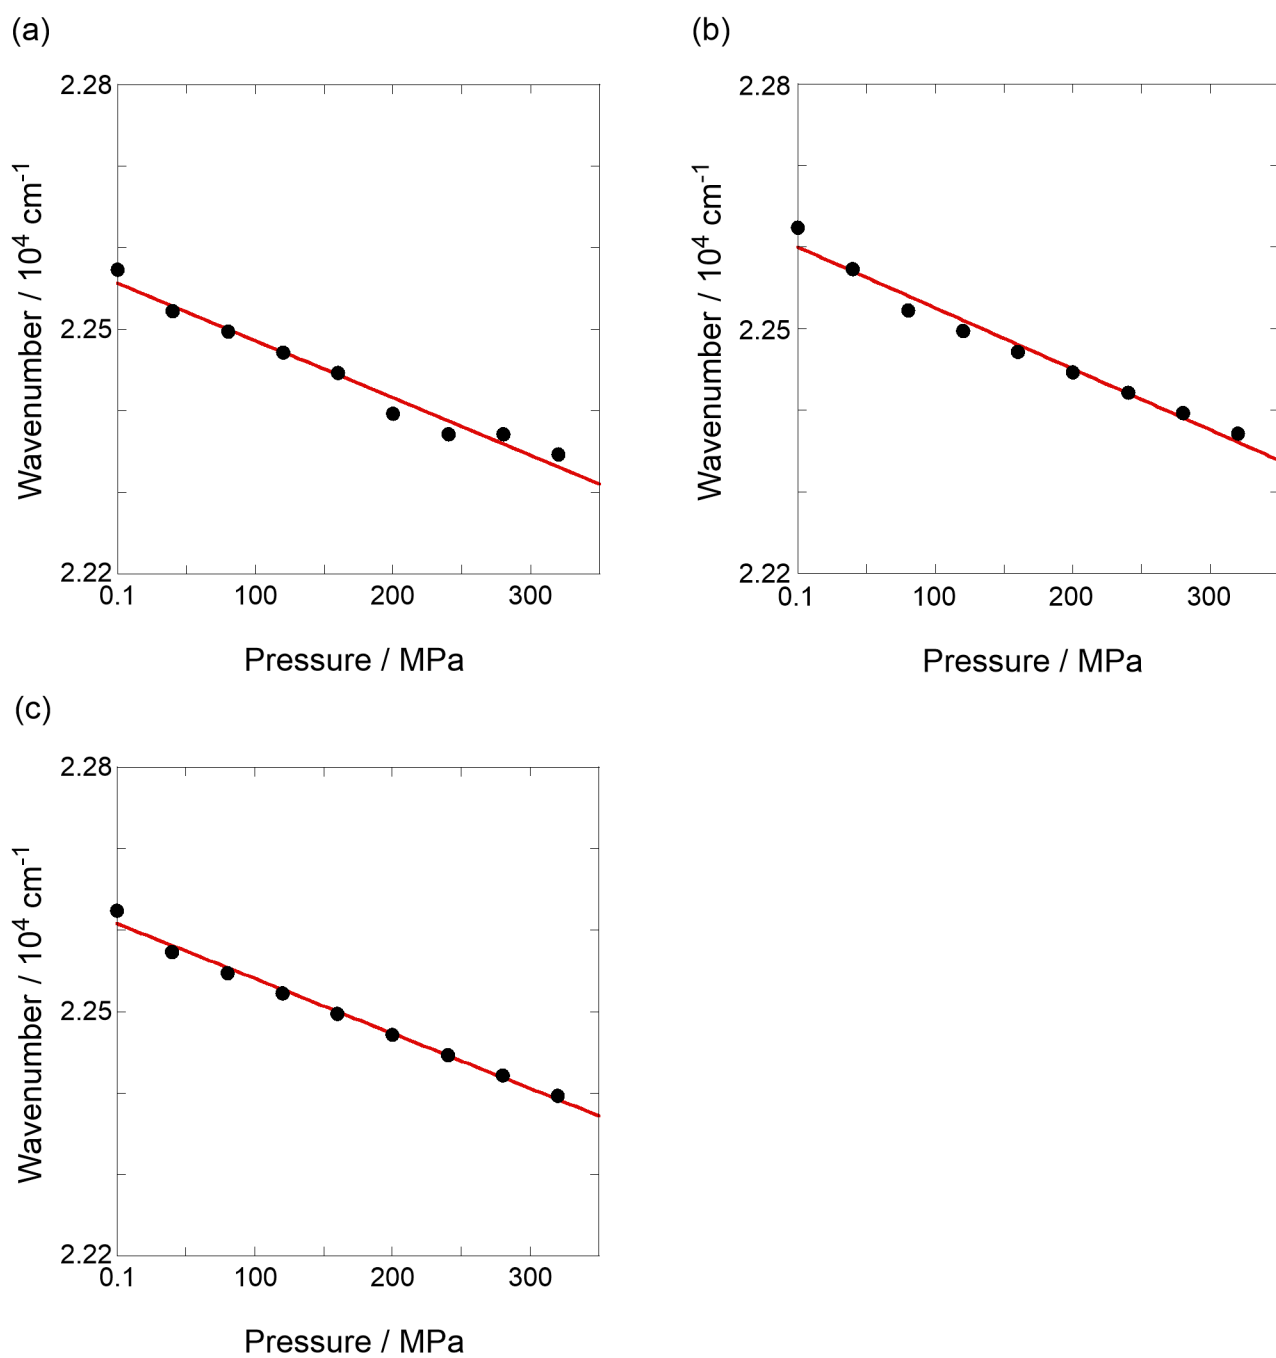 (a)
2.28
2.25
2.22
Wavenumber / 10⁴ cm⁻¹
0.1 100 200 300
Pressure / MPa
(b)
2.28
2.25
2.22
Wavenumber / 10⁴ cm⁻¹
0.1 100 200 300
Pressure / MPa
(c)
2.28
2.25
2.22
Wavenumber / 10⁴ cm⁻¹
0.1 100 200 300
Pressure / MPa